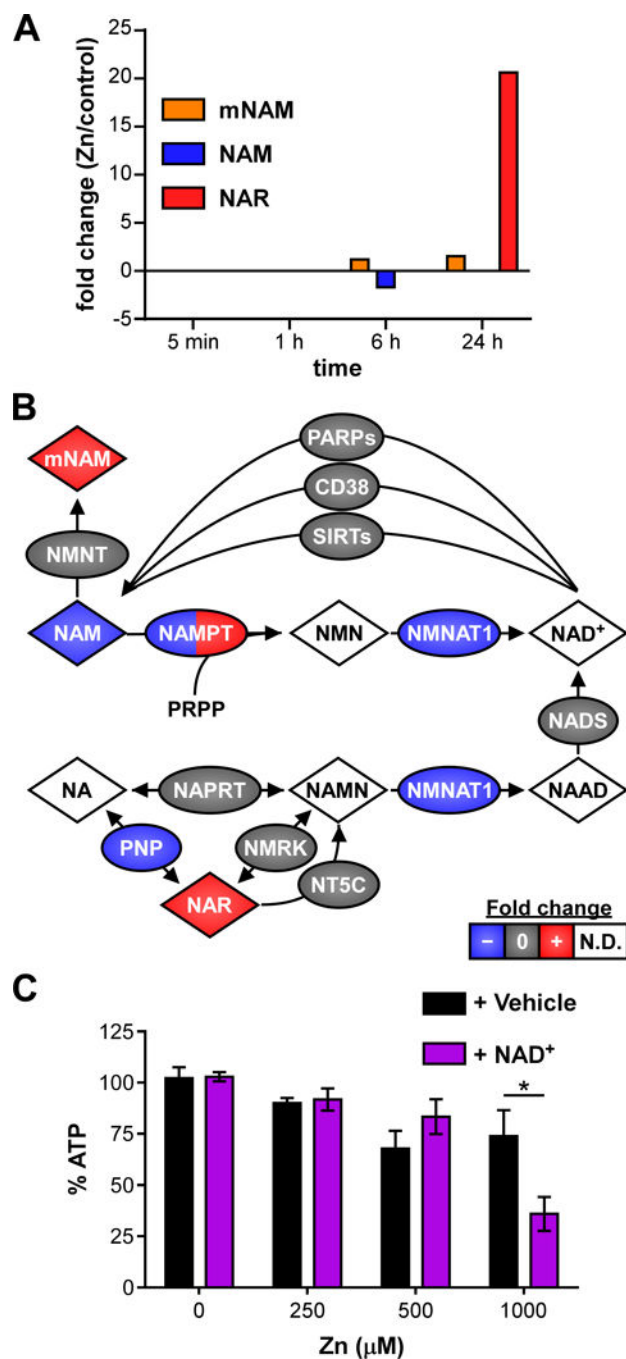 A
fold change (Zn/control)
25
20
15
10
5
0
-5
mNAM
NAM
NAR
5 min 1 h 6 h 24 h
time
B
PARPs
mNAM
CD38
NMNT
SIRTs
NAM NAMPT NMN NMNAT1 NAD+
PRPP
NADS
NA NAPRT NAMN NMNAT1 NAAD
PNP NMRK
NT5C
NAR
Fold change
− 0 + N.D.
C
+ Vehicle
+ NAD+
% ATP
125
100
75
50
25
0
*
0 250 500 1000
Zn (μM)